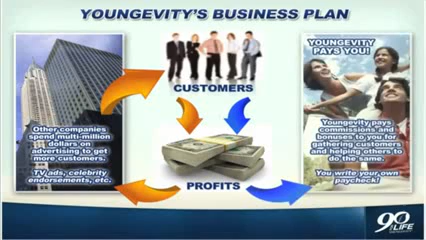 YOUNGEVITY'S BUSINESS PLAN
YOUNGEVITY
PAYS YOU!
CUSTOMERS
Other companies
spend multi-million
dollars on
advertising to get
more customers.
TV ads, celebrity
endorsements, etc.
Youngevity pays
commissions and
bonuses to you for
gathering customers
and helping others to
do the same.
You write your own
paycheck!
PROFITS
90
FOR LIFE